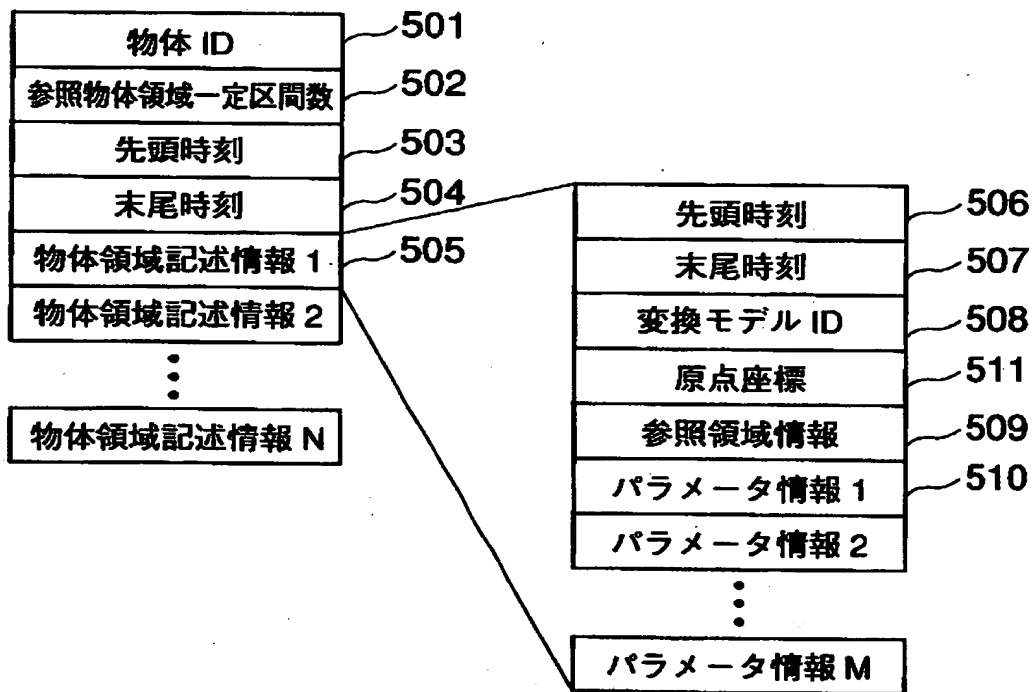 物体 ID 501
参照物体領域一定区間数 502
先頭時刻 503
末尾時刻 504
物体領域記述情報 1 505
物体領域記述情報 2
物体領域記述情報 N
先頭時刻 506
末尾時刻 507
変換モデル ID 508
原点座標 511
参照領域情報 509
パラメータ情報 1 510
パラメータ情報 2
パラメータ情報 M